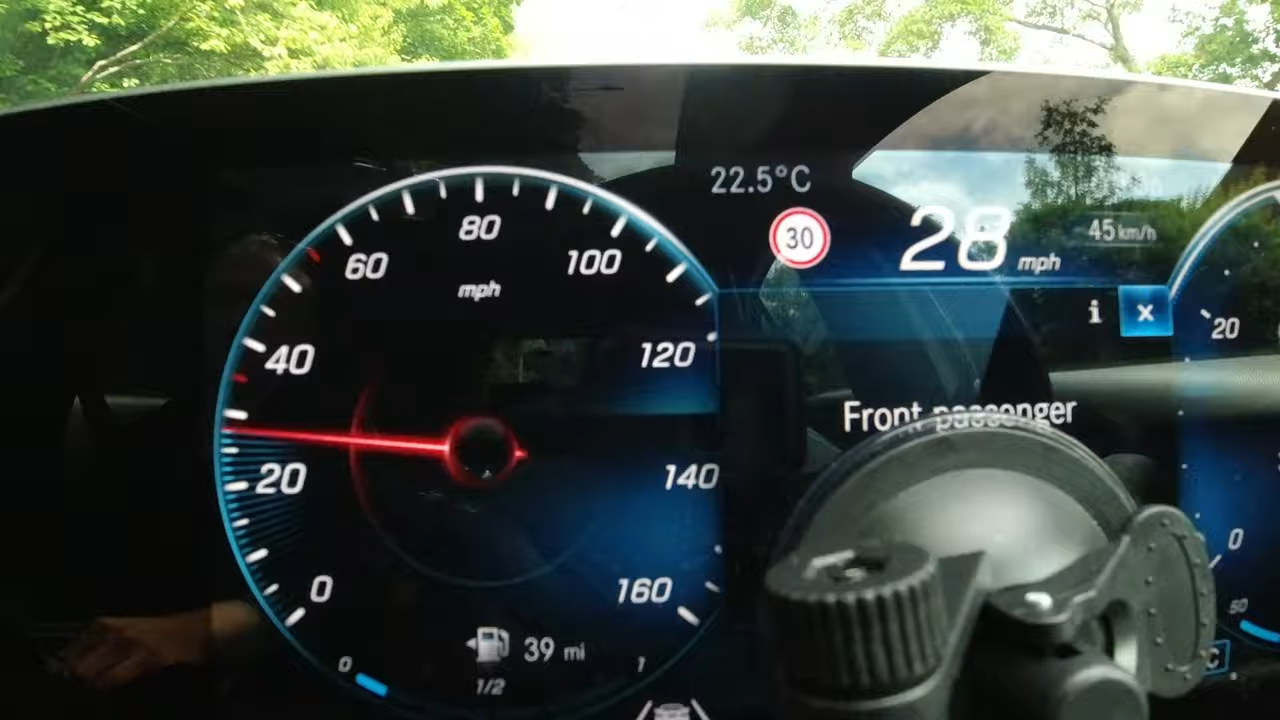 22.5°C
30
28 mph
45 km/h
i x
Front passenger
80
60
100
mph
40
120
20
140
0
160
39 mi
0
1/2
1
20
0
50
C